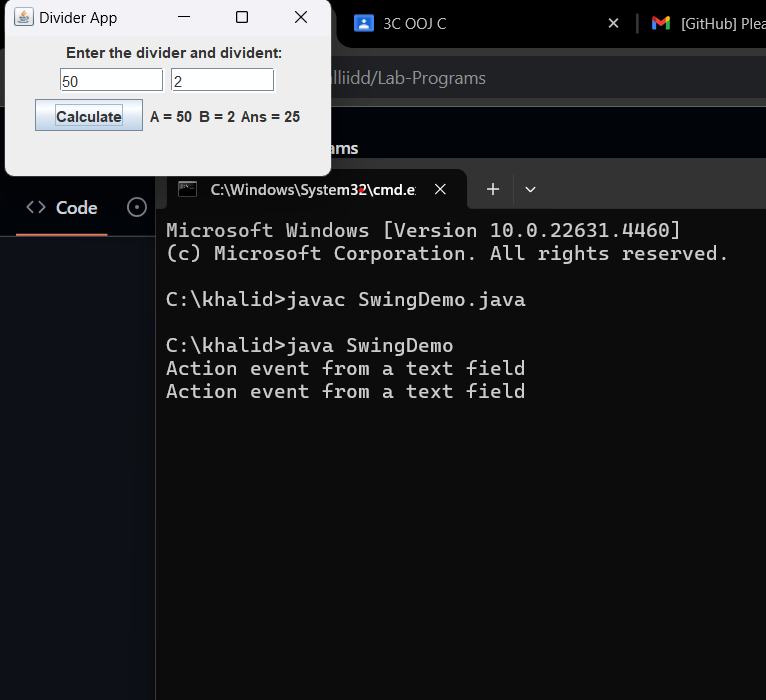 Divider App
3C OOJ C
[GitHub] Plea
Enter the divider and divident:
50 2
lliidd/Lab-Programs
Calculate A = 50 B = 2 Ans = 25
ams
C:\Windows\System32\cmd.e
Code
Microsoft Windows [Version 10.0.22631.4460]
(c) Microsoft Corporation. All rights reserved.
C:\khalid>javac SwingDemo.java
C:\khalid>java SwingDemo
Action event from a text field
Action event from a text field